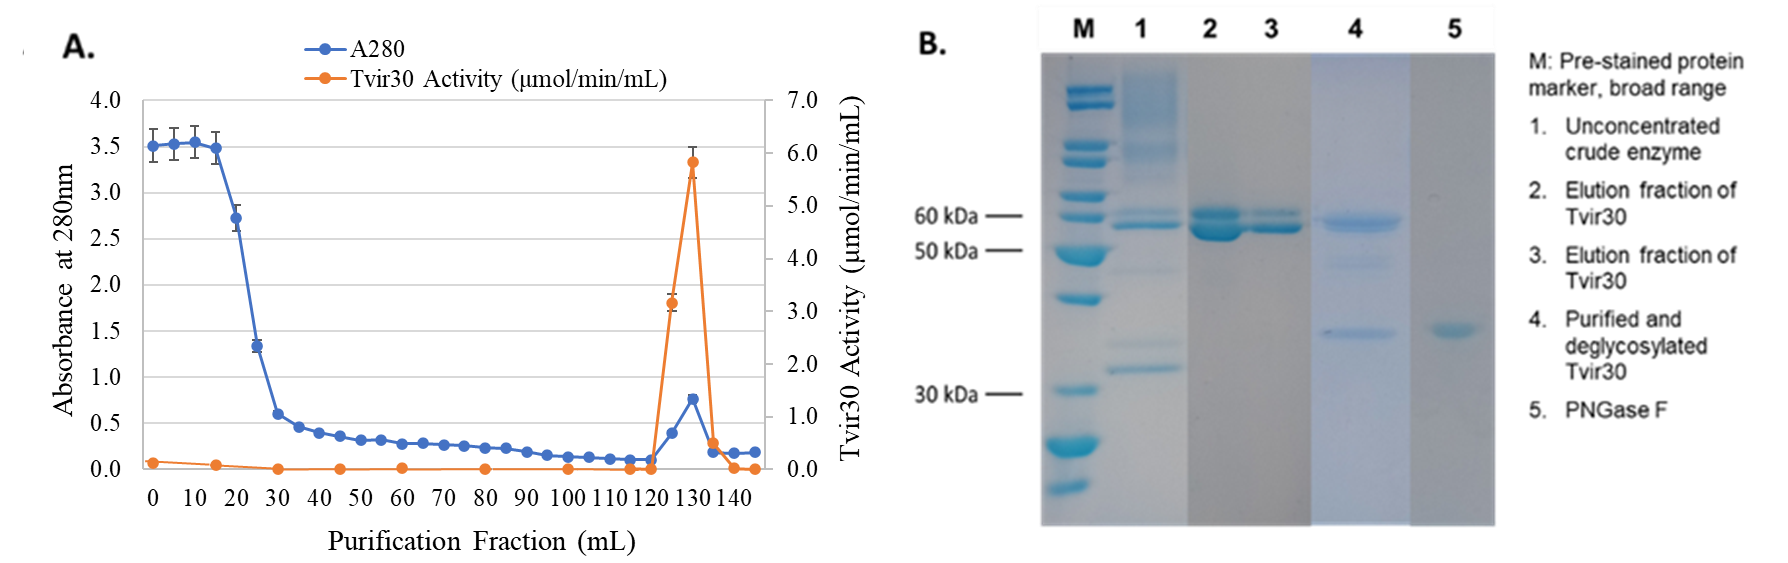 A.
A280
Tvir30 Activity (μmol/min/mL)
4.0
3.5
3.0
2.5
2.0
1.5
1.0
0.5
0.0
Absorbance at 280nm
7.0
6.0
5.0
4.0
3.0
2.0
1.0
0.0
Tvir30 Activity (μmol/min/mL)
0 10 20 30 40 50 60 70 80 90 100 110 120 130 140
Purification Fraction (mL)
B.
M 1 2 3 4 5
60 kDa
50 kDa
30 kDa
M: Pre-stained protein
marker, broad range
1. Unconcentrated
crude enzyme
2. Elution fraction of
Tvir30
3. Elution fraction of
Tvir30
4. Purified and
deglycosylated
Tvir30
5. PNGase F